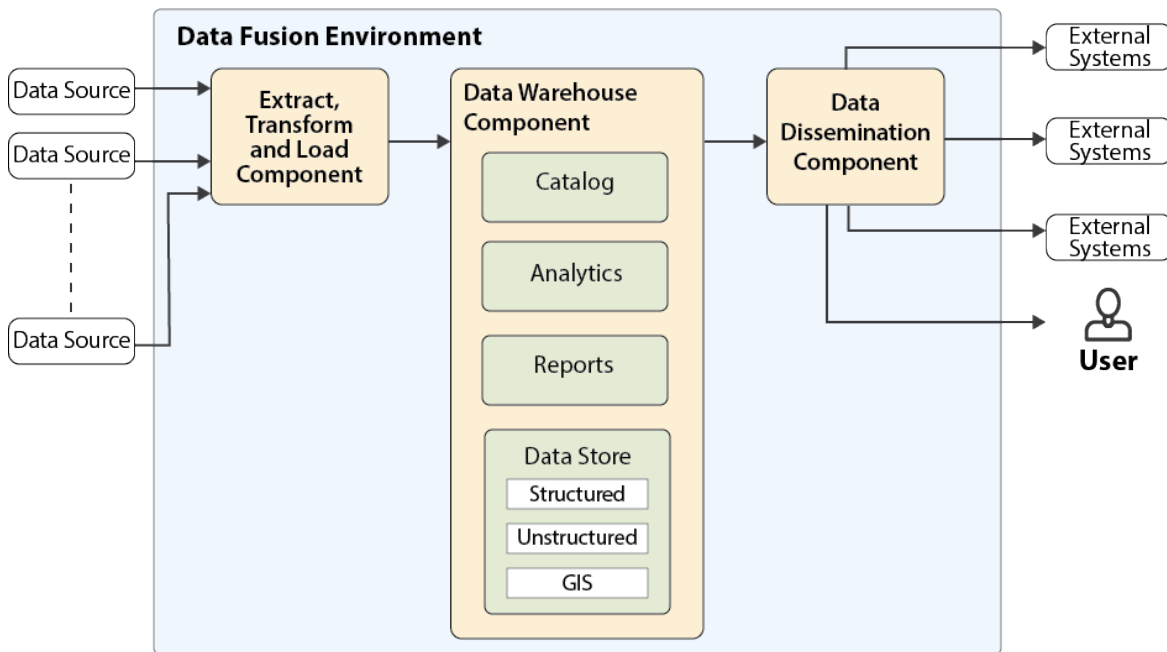 Data Fusion Environment
Data Source
Data Source
Data Source
Extract,
Transform
and Load
Component
Data Warehouse
Component
Catalog
Analytics
Reports
Data Store
Structured
Unstructured
GIS
Data
Dissemination
Component
External
Systems
External
Systems
External
Systems
User